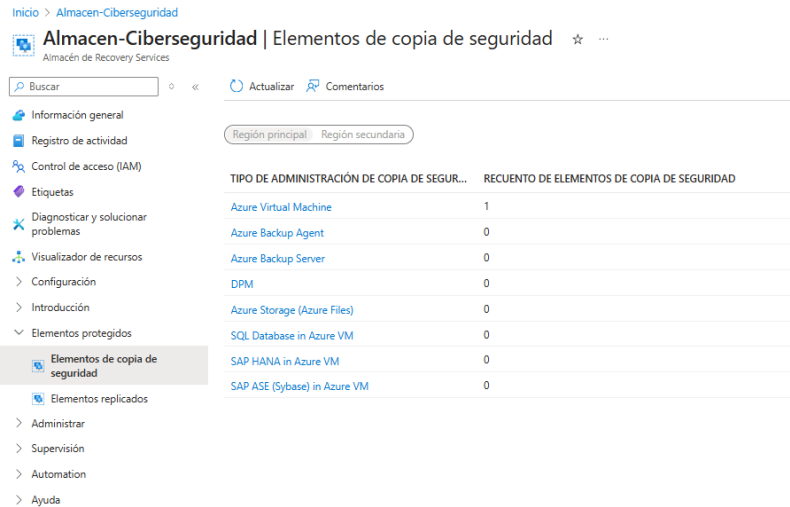 Inicio > Almacen-Ciberseguridad
Almacen-Ciberseguridad | Elementos de copia de seguridad
Almacén de Recovery Services
Buscar
Actualizar Comentarios
Información general
Registro de actividad
Control de acceso (IAM)
Etiquetas
Diagnosticar y solucionar
problemas
Visualizador de recursos
Configuración
Introducción
Elementos protegidos
Elementos de copia de
seguridad
Elementos replicados
Administrar
Supervisión
Automation
Ayuda
Región principal Región secundaria
TIPO DE ADMINISTRACIÓN DE COPIA DE SEGUR... RECUENTO DE ELEMENTOS DE COPIA DE SEGURIDAD
Azure Virtual Machine 1
Azure Backup Agent 0
Azure Backup Server 0
DPM 0
Azure Storage (Azure Files) 0
SQL Database in Azure VM 0
SAP HANA in Azure VM 0
SAP ASE (Sybase) in Azure VM 0